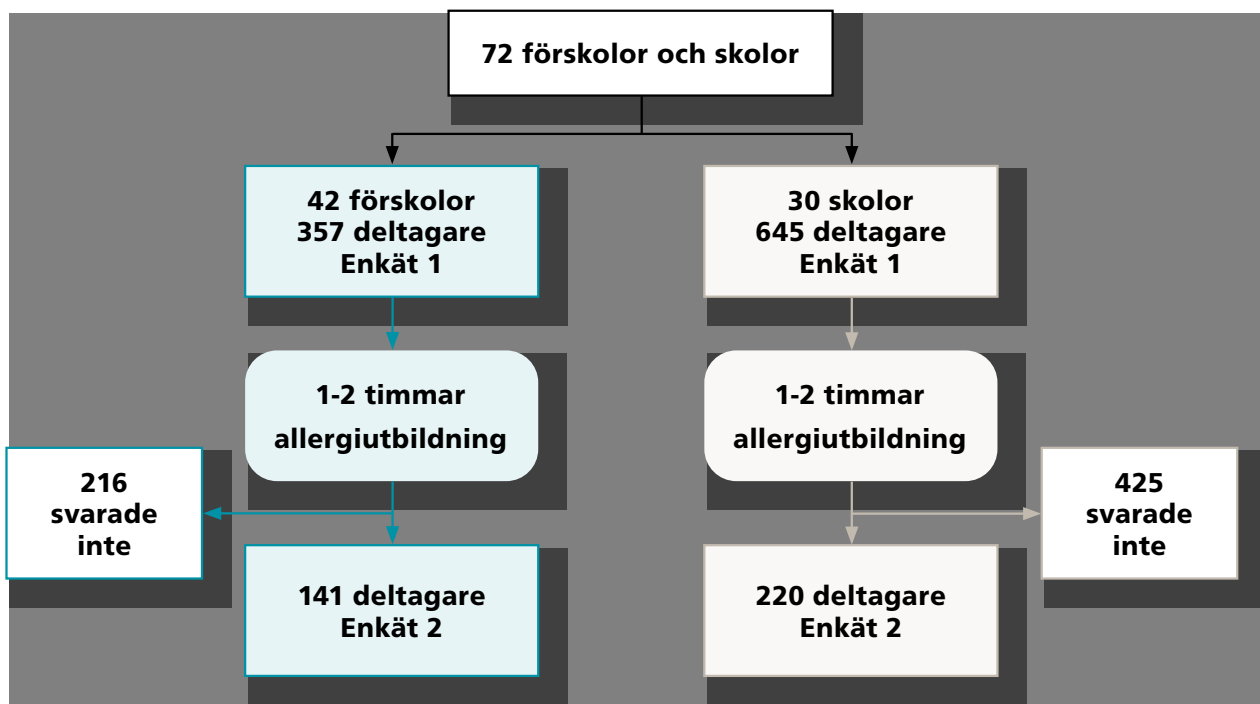 72 förskolor och skolor
42 förskolor
357 deltagare
Enkät 1
30 skolor
645 deltagare
Enkät 1
1-2 timmar
allergiutbildning
1-2 timmar
allergiutbildning
216
svarade
inte
425
svarade
inte
141 deltagare
Enkät 2
220 deltagare
Enkät 2